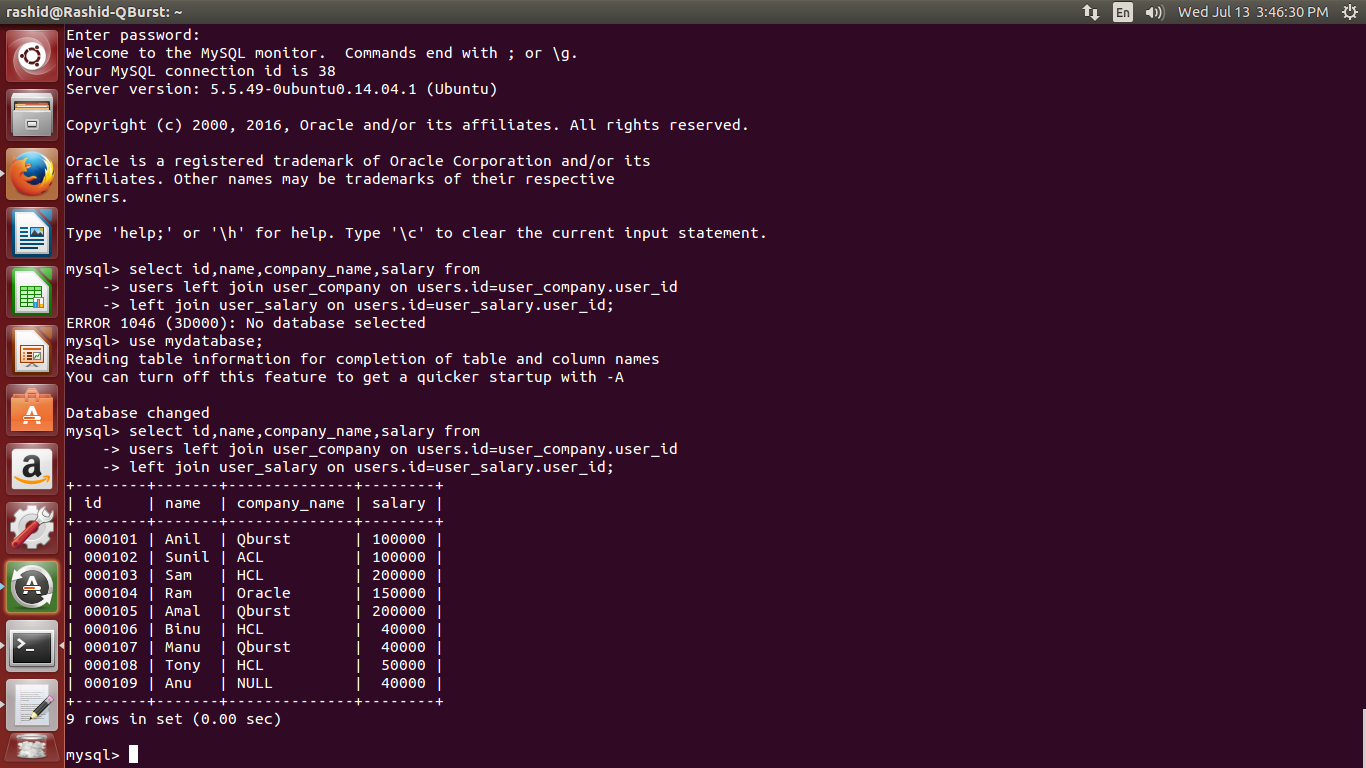 rashid@Rashid-QBurst: ~
En
Wed Jul 13 3:46:30 PM
Enter password:
Welcome to the MySQL monitor.  Commands end with ; or \g.
Your MySQL connection id is 38
Server version: 5.5.49-0ubuntu0.14.04.1 (Ubuntu)

Copyright (c) 2000, 2016, Oracle and/or its affiliates. All rights reserved.

Oracle is a registered trademark of Oracle Corporation and/or its
affiliates. Other names may be trademarks of their respective
owners.

Type 'help;' or '\h' for help. Type '\c' to clear the current input statement.

mysql> select id,name,company_name,salary from
    -> users left join user_company on users.id=user_company.user_id
    -> left join user_salary on users.id=user_salary.user_id;
ERROR 1046 (3D000): No database selected
mysql> use mydatabase;
Reading table information for completion of table and column names
You can turn off this feature to get a quicker startup with -A

Database changed
mysql> select id,name,company_name,salary from
    -> users left join user_company on users.id=user_company.user_id
    -> left join user_salary on users.id=user_salary.user_id;
+--------+-------+--------------+--------+
| id     | name  | company_name | salary |
+--------+-------+--------------+--------+
| 000101 | Anil  | Qburst       | 100000 |
| 000102 | Sunil | ACL          | 100000 |
| 000103 | Sam   | HCL          | 200000 |
| 000104 | Ram   | Oracle       | 150000 |
| 000105 | Amal  | Qburst       | 200000 |
| 000106 | Binu  | HCL          |  40000 |
| 000107 | Manu  | Qburst       |  40000 |
| 000108 | Tony  | HCL          |  50000 |
| 000109 | Anu   | NULL         |  40000 |
+--------+-------+--------------+--------+
9 rows in set (0.00 sec)

mysql>